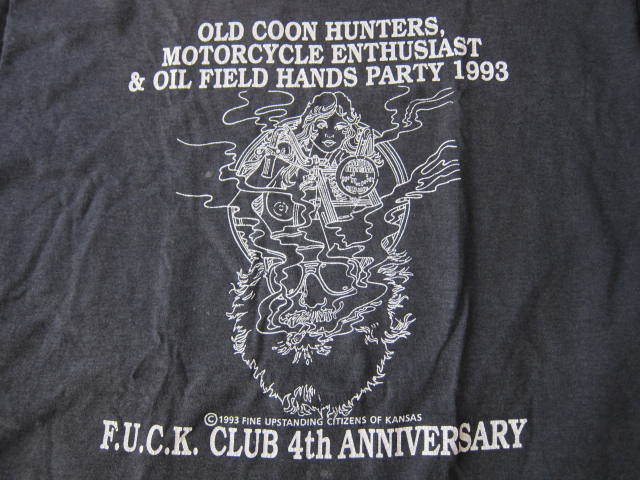 OLD COON HUNTERS,
MOTORCYCLE ENTHUSIAST
& OIL FIELD HANDS PARTY 1993
©1993 FINE UPSTANDING CITIZENS OF KANSAS
F.U.C.K. CLUB 4th ANNIVERSARY